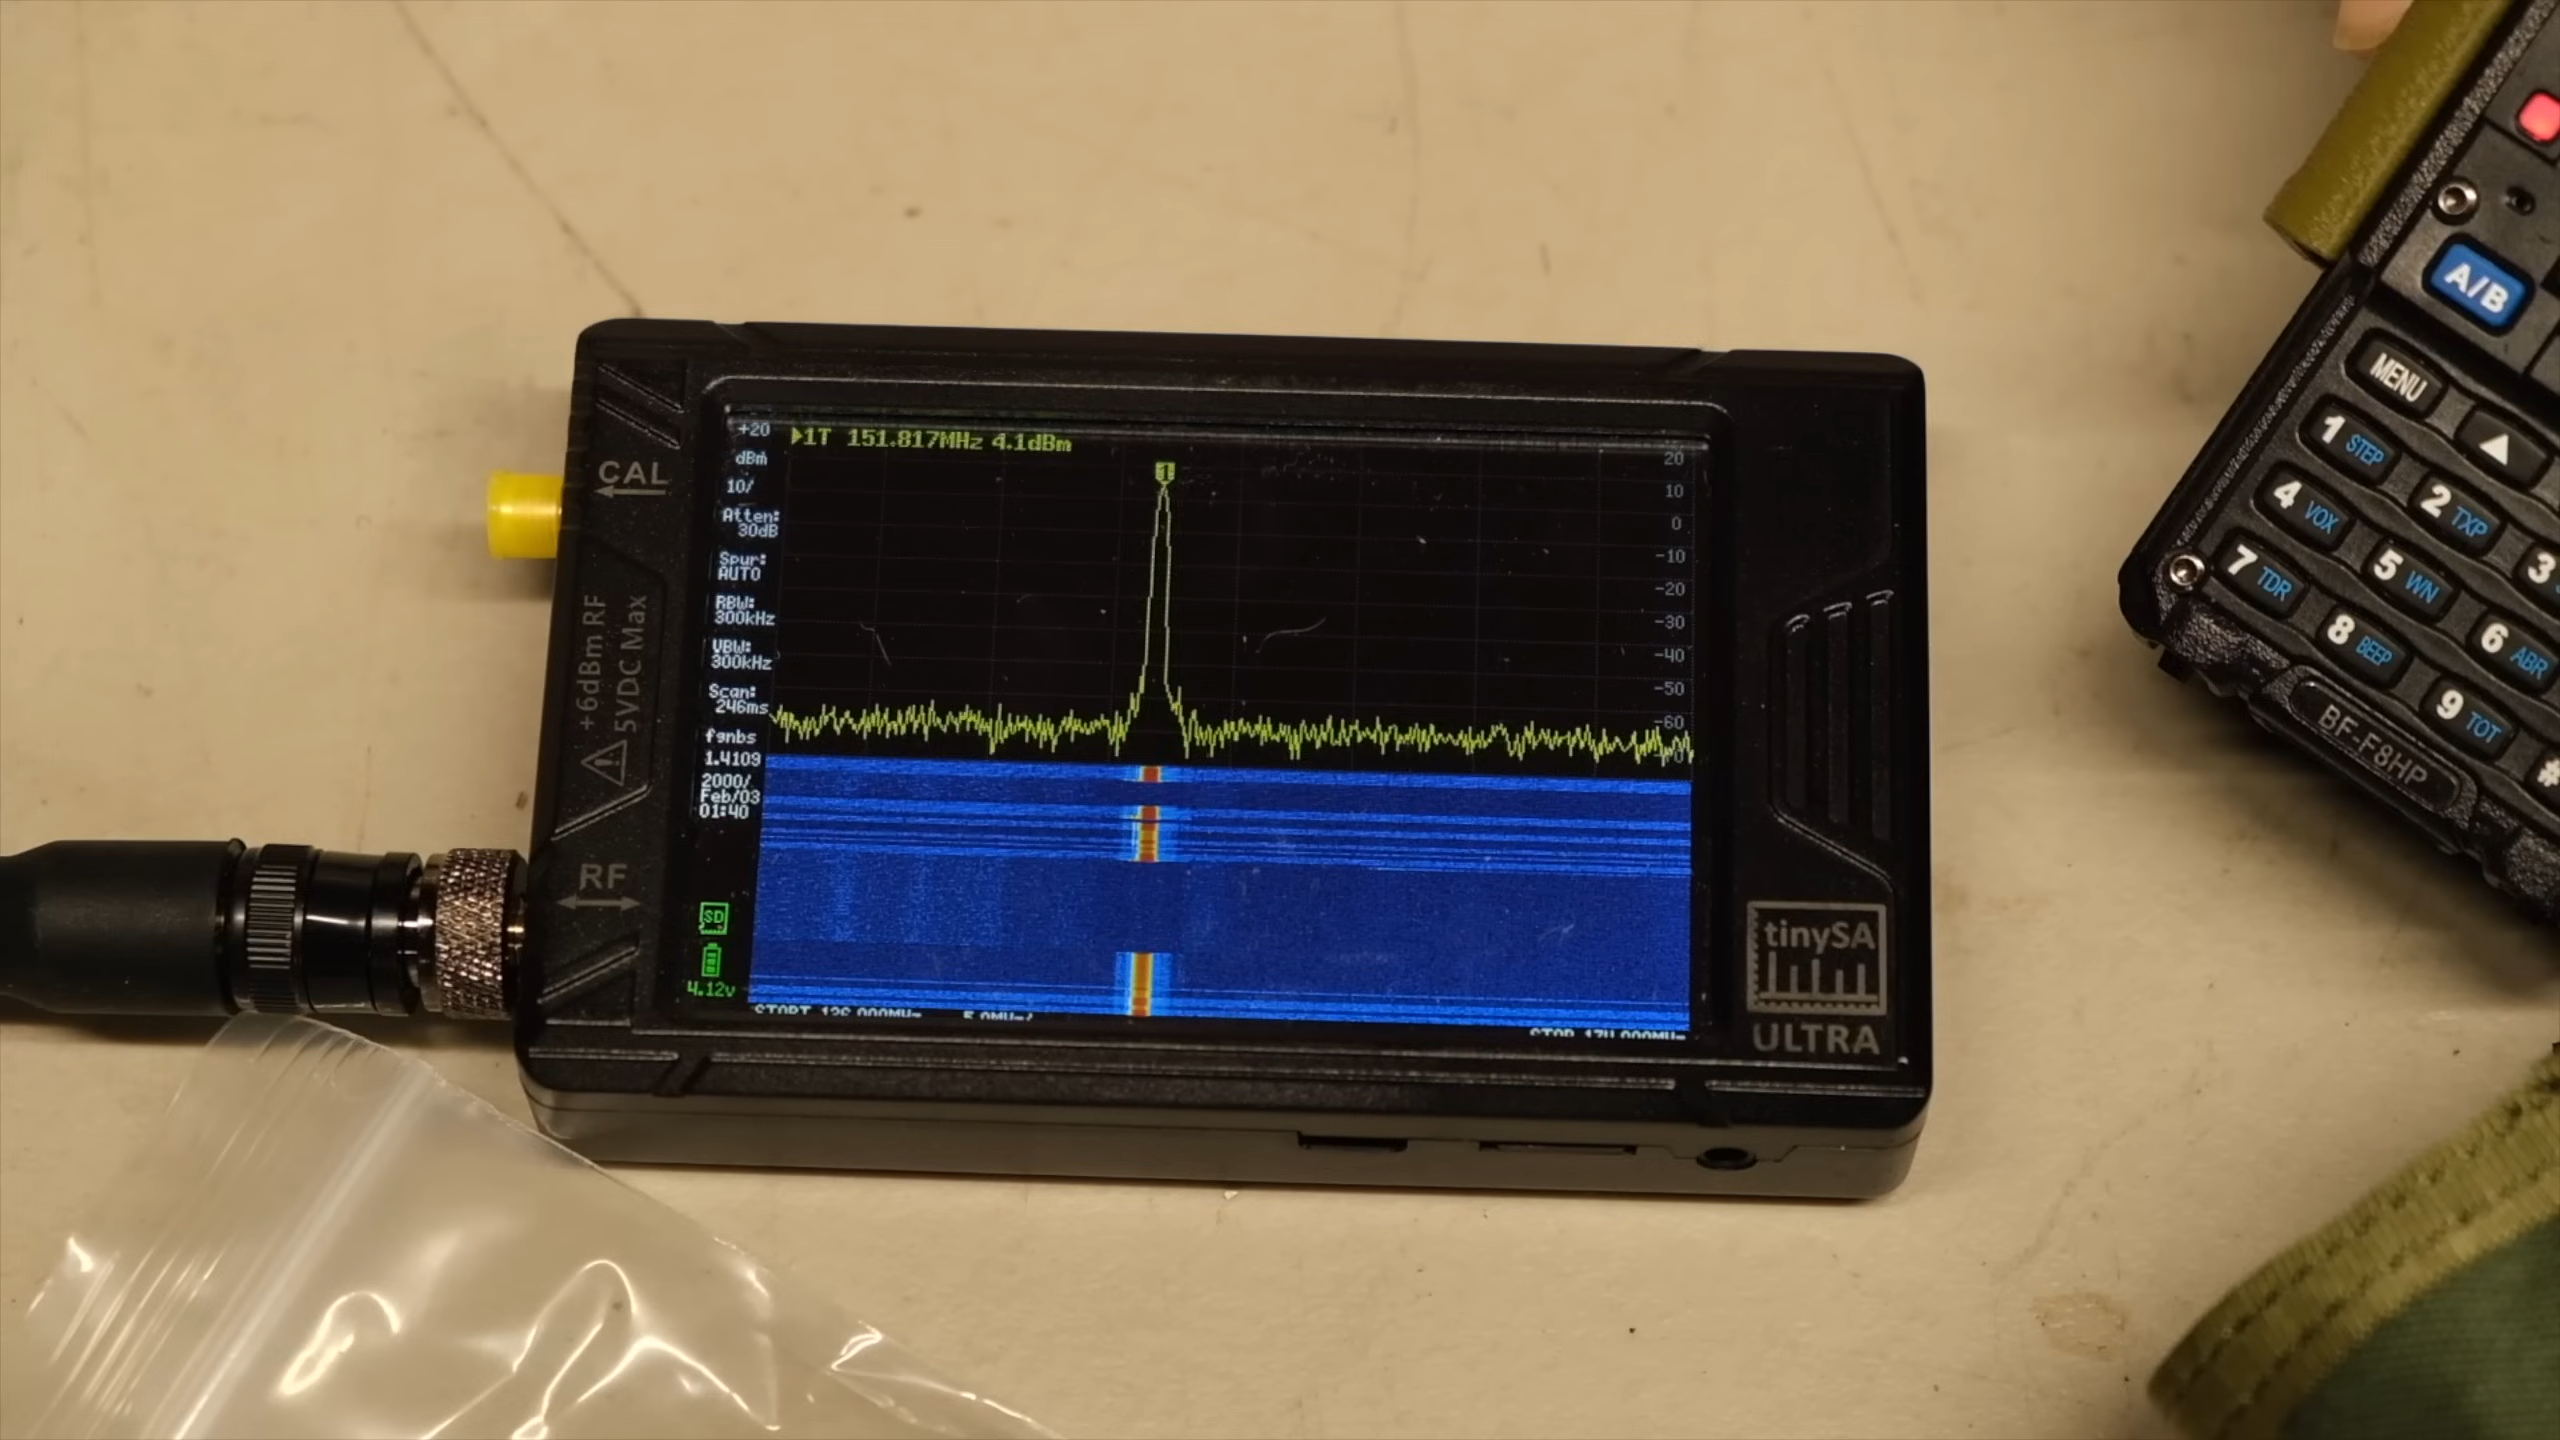 +20
dBm
10/
Atten:
30dB
Spur:
AUTO
RBW:
300kHz
VBW:
300kHz
Scan:
246ms
fgnbs
1.4109
2000/
Feb/03
01:40
SD
4.12v
1T 151.817MHz 4.1dBm
1
20
10
0
-10
-20
-30
-40
-50
-60
CAL
+6dBm RF
5VDC Max
RF
tinySA
ULTRA
A/B
MENU
1 STEP
2 TXP
3
4 VOX
5 WN
6 ABR
7 TDR
8 BEEP
9 TOT
#
BF-F8HP